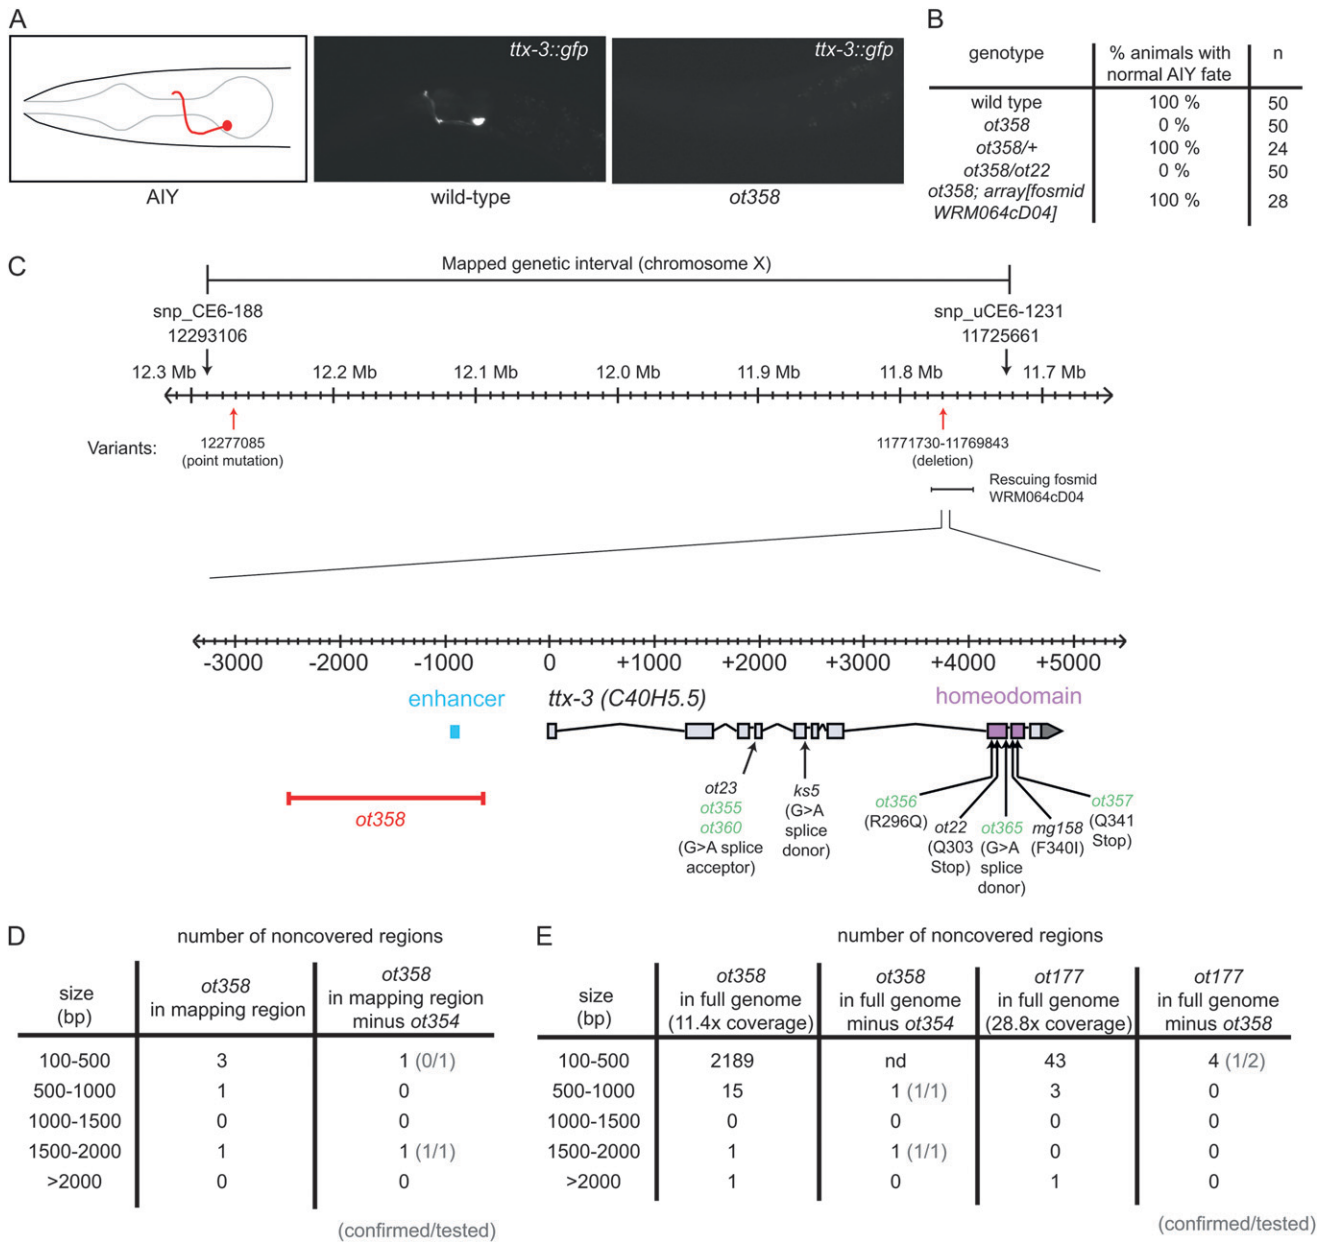 A
ttx-3::gfp
ttx-3::gfp
AIY
wild-type
ot358
B
genotype
% animals with normal AIY fate
n
wild type 100 % 50
ot358 0 % 50
ot358/+ 100 % 24
ot358/ot22 0 % 50
ot358; array[fosmid
WRM064cD04] 100 % 28
C
Mapped genetic interval (chromosome X)
snp_CE6-188
12293106
snp_uCE6-1231
11725661
12.3 Mb 12.2 Mb 12.1 Mb 12.0 Mb 11.9 Mb 11.8 Mb 11.7 Mb
Variants:
12277085
(point mutation)
11771730-11769843
(deletion)
Rescuing fosmid
WRM064cD04
-3000 -2000 -1000 0 +1000 +2000 +3000 +4000 +5000
enhancer
ttx-3 (C40H5.5)
homeodomain
ot358
ot23
ot355
ot360
(G>A splice
acceptor)
ks5
(G>A
splice
donor)
ot356
(R296Q)
ot22
(Q303
Stop)
ot365
(G>A
splice
donor)
mg158
(F340I)
ot357
(Q341
Stop)
D
number of noncovered regions
size
(bp)
ot358
in mapping region
ot358
in mapping region
minus ot354
100-500 3 1 (0/1)
500-1000 1 0
1000-1500 0 0
1500-2000 1 1 (1/1)
>2000 0 0
(confirmed/tested)
E
number of noncovered regions
size
(bp)
ot358
in full genome
(11.4x coverage)
ot358
in full genome
minus ot354
ot177
in full genome
(28.8x coverage)
ot177
in full genome
minus ot358
100-500 2189 nd 43 4 (1/2)
500-1000 15 1 (1/1) 3 0
1000-1500 0 0 0 0
1500-2000 1 1 (1/1) 0 0
>2000 1 0 1 0
(confirmed/tested)